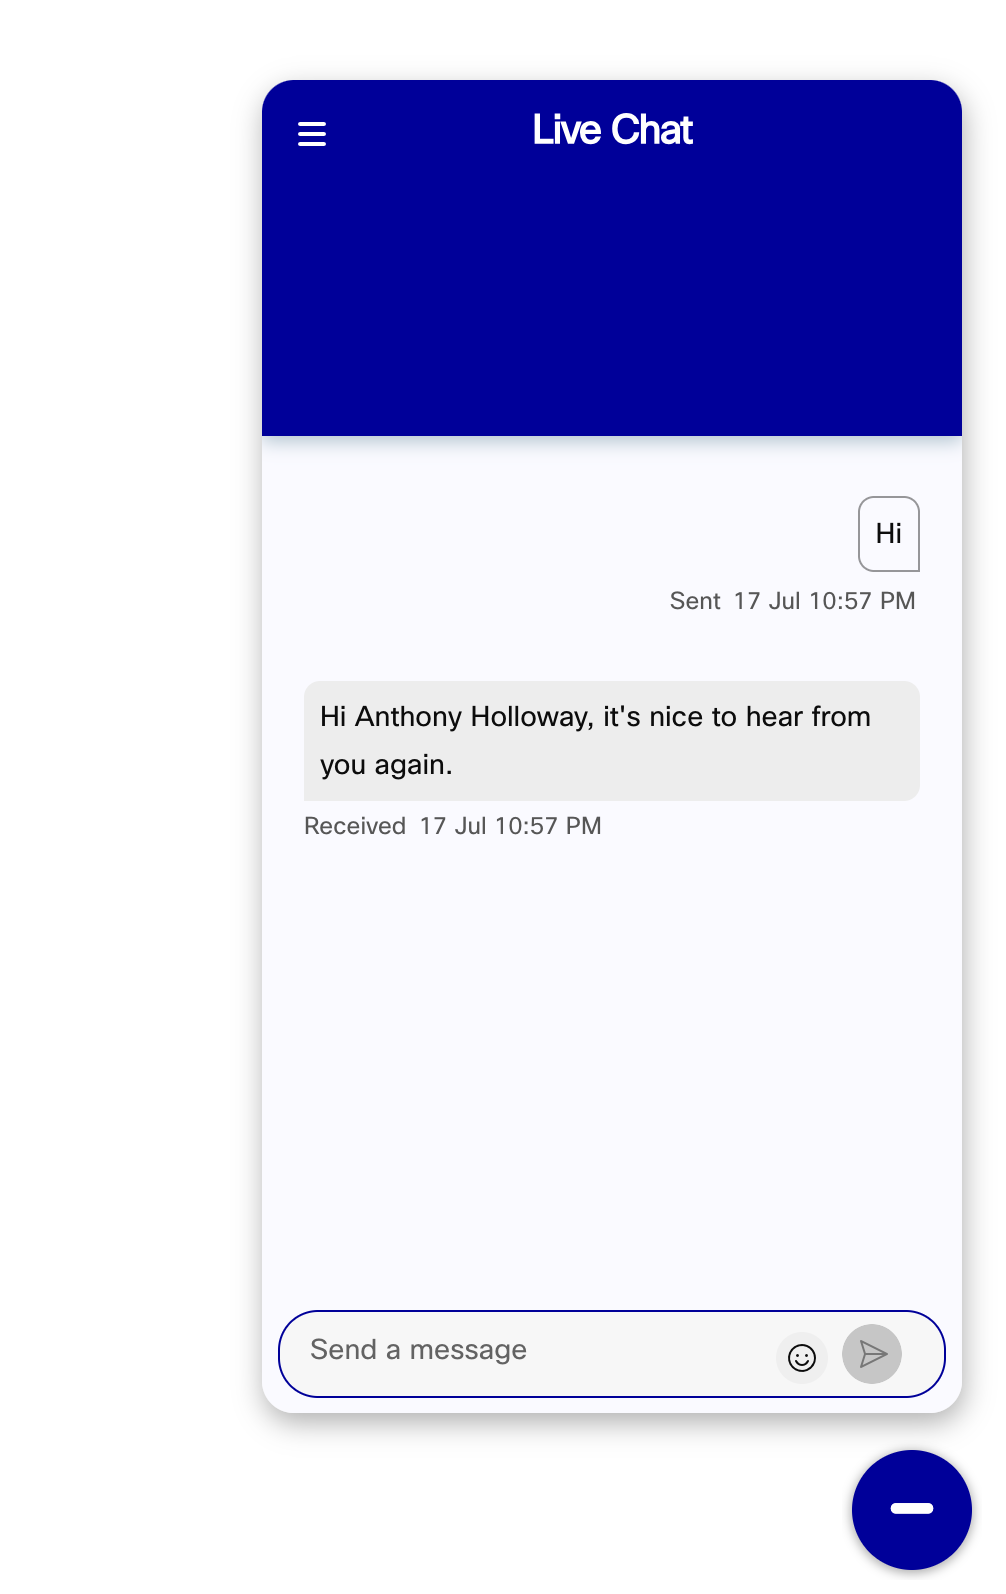 Live Chat
Hi
Sent 17 Jul 10:57 PM
Hi Anthony Holloway, it's nice to hear from
you again.
Received 17 Jul 10:57 PM
Send a message